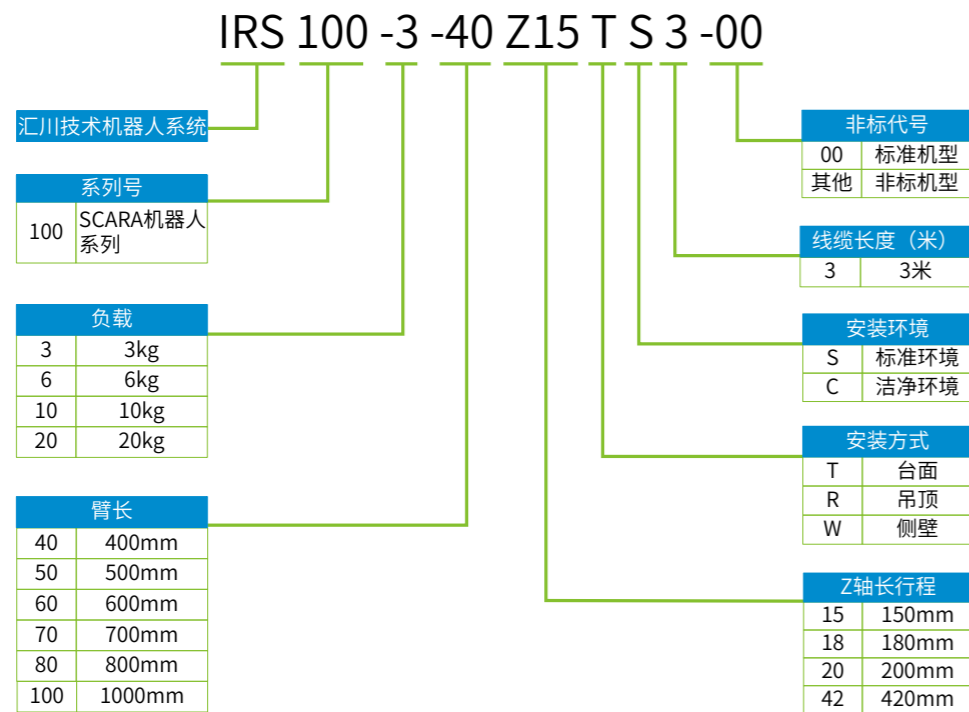 IRS 100 -3 -40 Z15 T S 3 -00
汇川技术机器人系统
系列号
100 SCARA机器人
系列
负载
3 3kg
6 6kg
10 10kg
20 20kg
臂长
40 400mm
50 500mm
60 600mm
70 700mm
80 800mm
100 1000mm
非标代号
00 标准机型
其他 非标机型
线缆长度（米）
3 3米
安装环境
S 标准环境
C 洁净环境
安装方式
T 台面
R 吊顶
W 侧壁
Z轴长行程
15 150mm
18 180mm
20 200mm
42 420mm